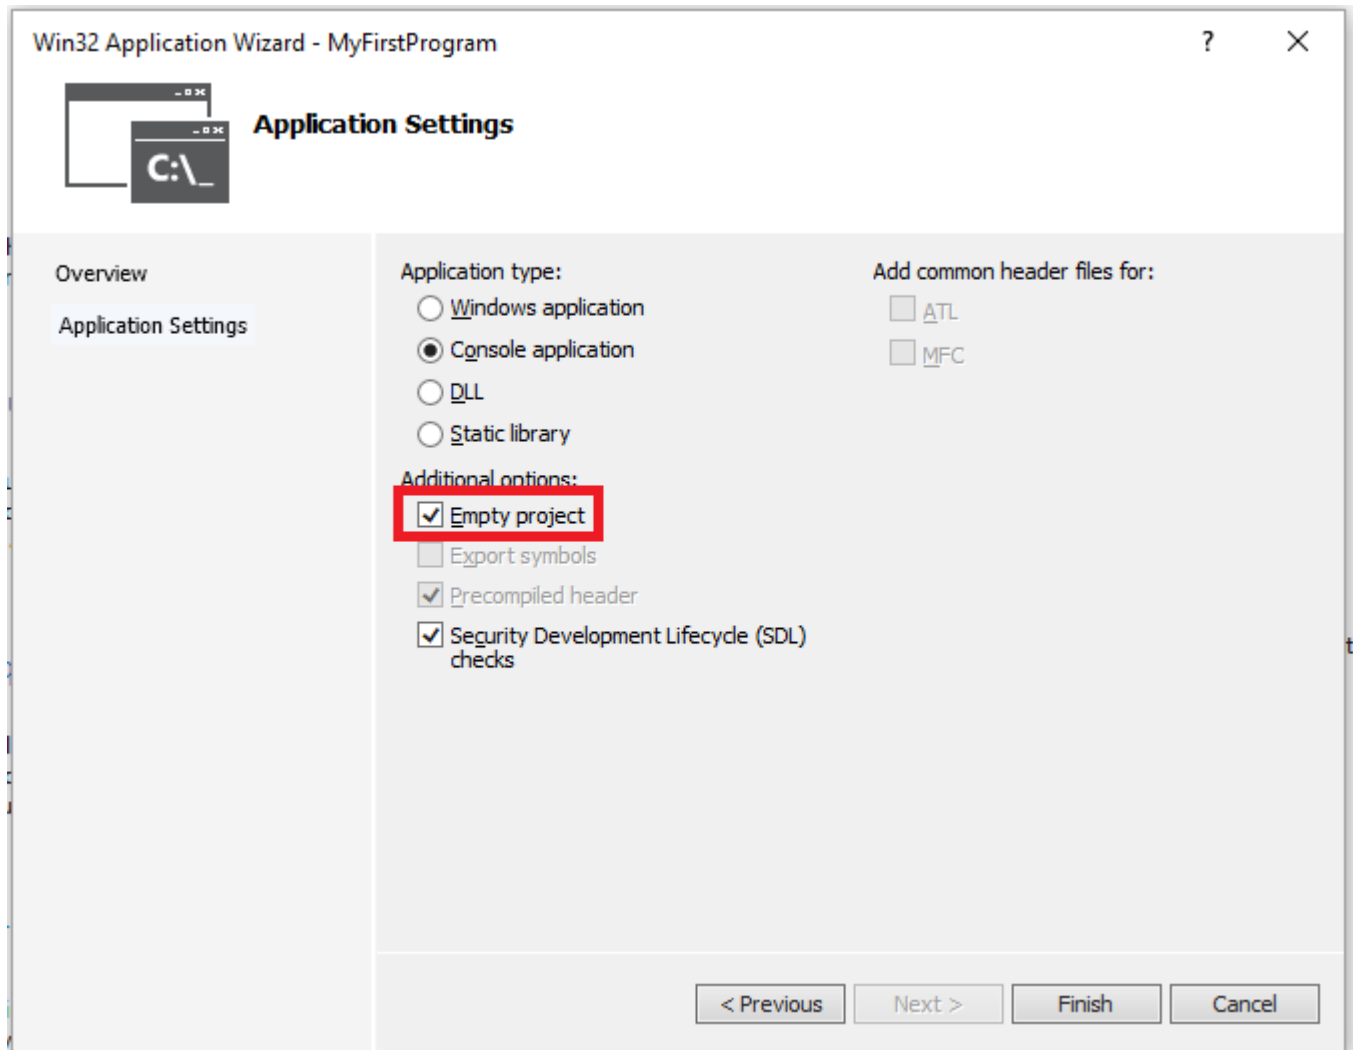 Win32 Application Wizard - MyFirstProgram
?
C:\_
Application Settings
Overview
Application Settings
Application type:
Windows application
Console application
DLL
Static library
Additional options:
Empty project
Export symbols
Precompiled header
Security Development Lifecycle (SDL)
checks
Add common header files for:
ATL
MFC
< Previous
Next >
Finish
Cancel